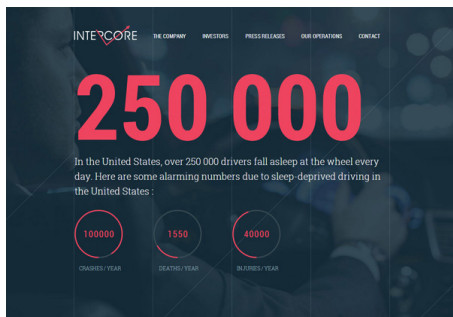 INTERCORE
THE COMPANY INVESTORS PRESS RELEASES OUR OPERATIONS CONTACT
250 000
In the United States, over 250 000 drivers fall asleep at the wheel every
day. Here are some alarming numbers due to sleep-deprived driving in
the United States :
100000 1550 40000
CRASHES / YEAR DEATHS / YEAR INJURIES / YEAR